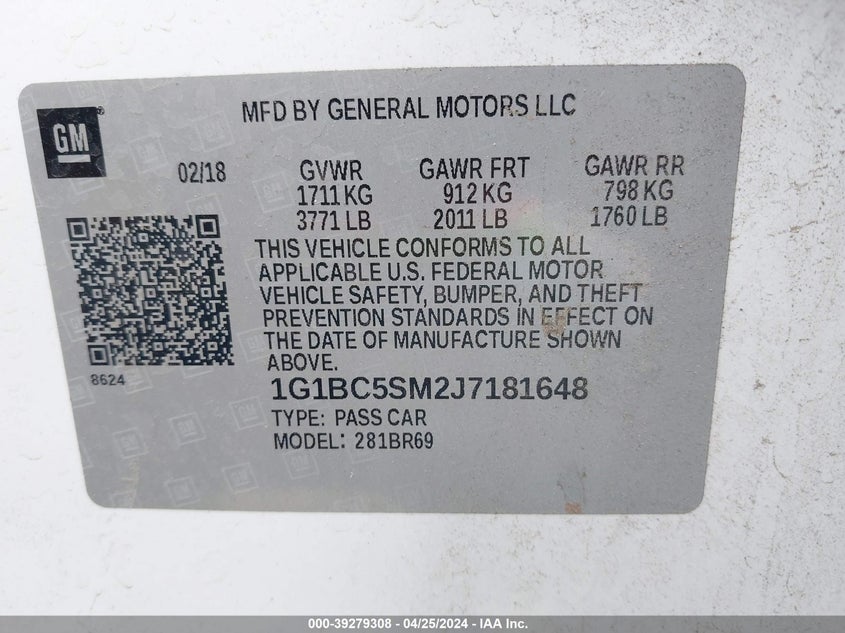 MFD BY GENERAL MOTORS LLC
GM
02/18 GVWR GAWR FRT GAWR RR
1711 KG 912 KG 798 KG
3771 LB 2011 LB 1760 LB
THIS VEHICLE CONFORMS TO ALL
APPLICABLE U.S. FEDERAL MOTOR
VEHICLE SAFETY, BUMPER, AND THEFT
PREVENTION STANDARDS IN EFFECT ON
THE DATE OF MANUFACTURE SHOWN
ABOVE.
8624
1G1BC5SM2J7181648
TYPE: PASS CAR
MODEL: 281BR69
000-39279308 - 04/25/2024 - IAA Inc.